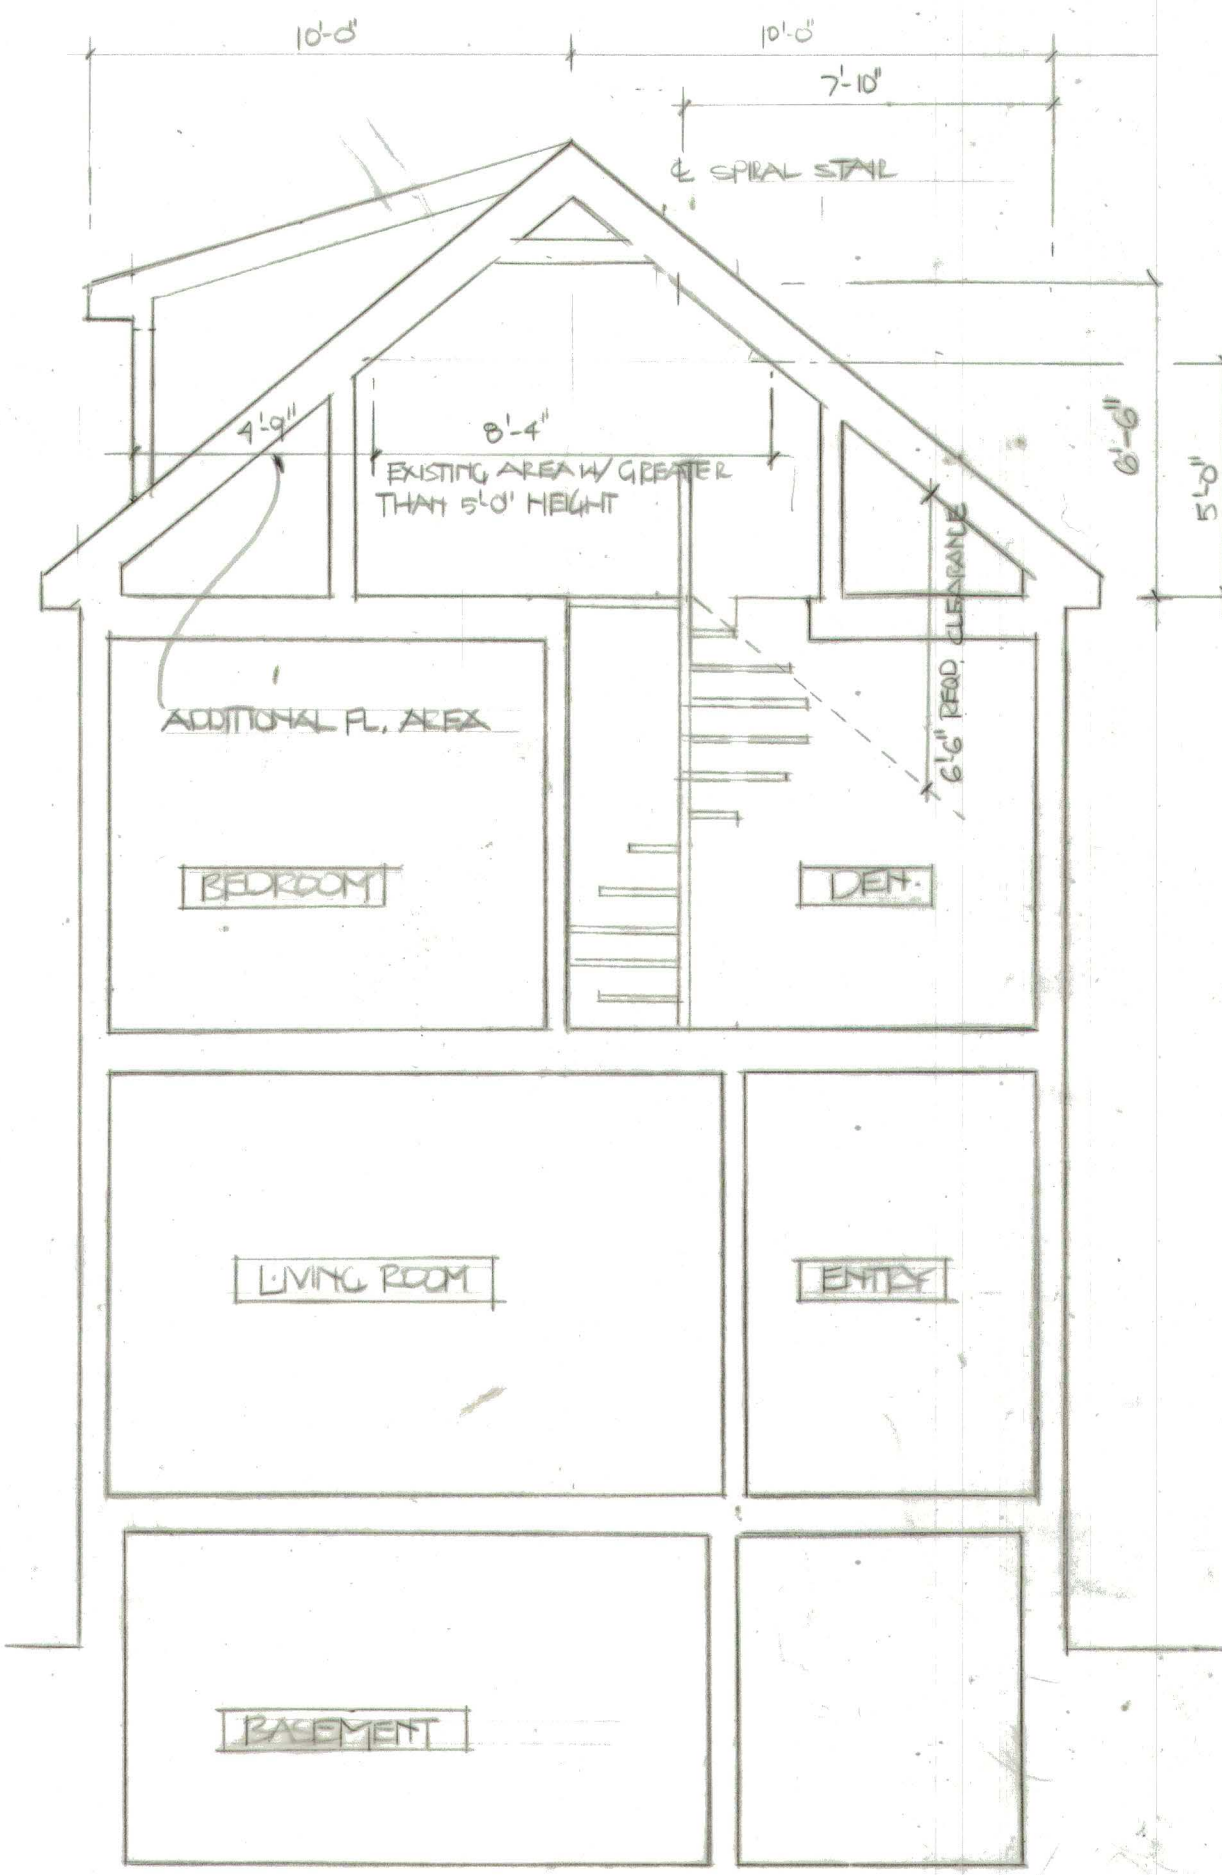 10'-0"
10'-0"
7'-10"
℄ SPIRAL STAIR
4'-9"
8'-4"
EXISTING AREA W/ GREATER
THAN 5'-0" HEIGHT
6'-6"
5'-0"
6'-6" REQD. CLEARANCE
ADDITIONAL FL. AREA
BEDROOM
DEN.
LIVING ROOM
ENTRY
BASEMENT